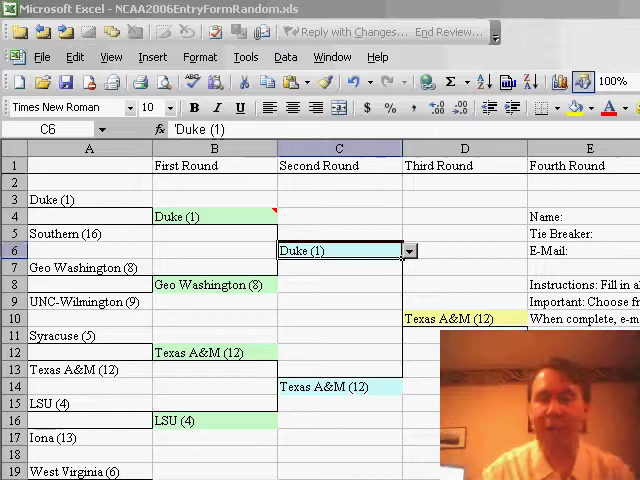 Microsoft Excel - NCAA2006EntryFormRandom.xls
Reply with Changes... End Review...
File Edit View Insert Format Tools Data Window Help
Σ 100%
Times New Roman 10 B I U $ %
C6 fx 'Duke (1)
A B C D E
1 First Round Second Round Third Round Fourth Round
2
3 Duke (1)
4 Duke (1) Name:
5 Southern (16) Tie Breaker:
6 Duke (1) E-Mail:
7 Geo Washington (8)
8 Geo Washington (8) Instructions: Fill in al
9 UNC-Wilmington (9) Important: Choose fr
10 Texas A&M (12) When complete, e-m
11 Syracuse (5)
12 Texas A&M (12)
13 Texas A&M (12)
14 Texas A&M (12)
15 LSU (4)
16 LSU (4)
17 Iona (13)
18
19 West Virginia (6)